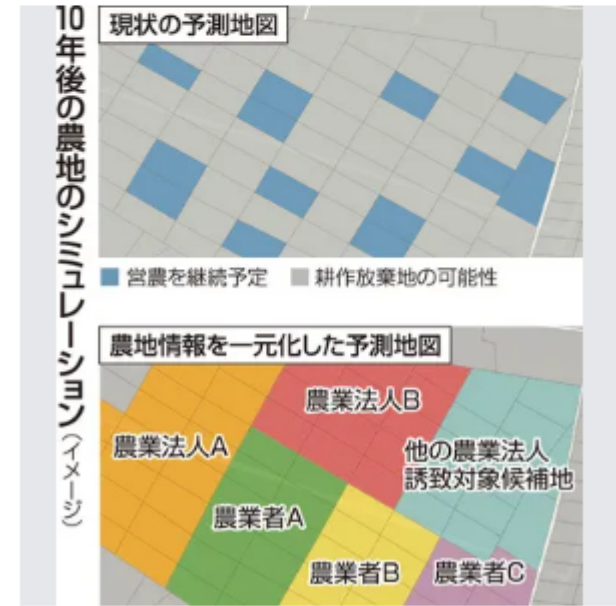 10年後の農地のシミュレーション(イメージ)
現状の予測地図
営農を継続予定
耕作放棄地の可能性
農地情報を一元化した予測地図
農業法人B
農業法人A
他の農業法人
誘致対象候補地
農業者A
農業者B
農業者C